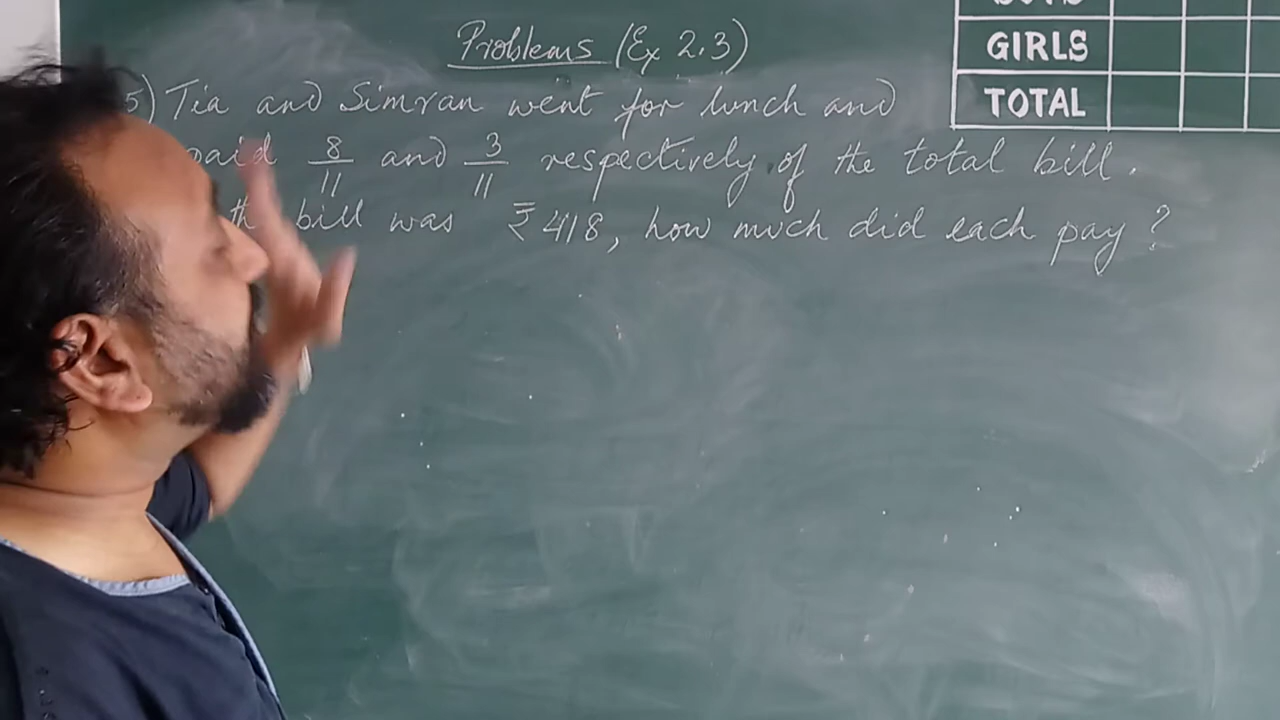 Problems (Ex 2.3)
5) Tia and Simran went for lunch and
paid 8/11 and 3/11 respectively of the total bill.
the bill was ₹418, how much did each pay?
GIRLS
TOTAL